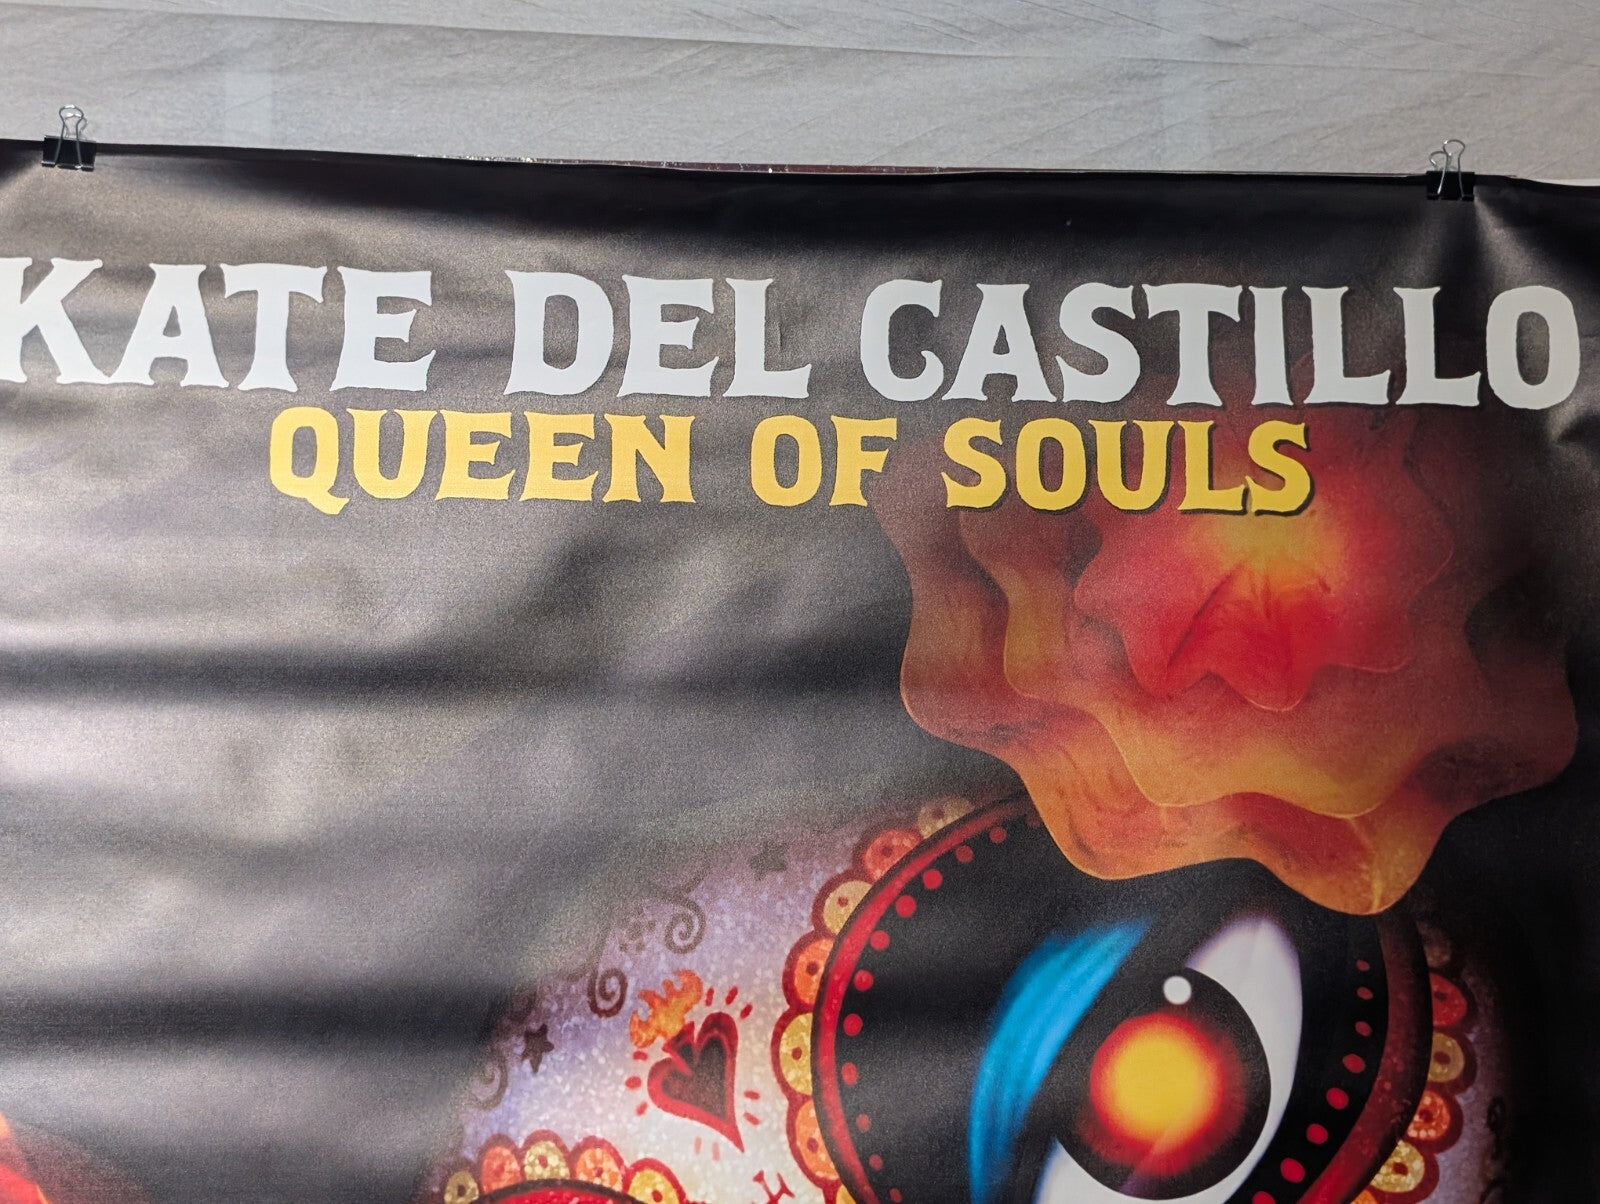 KATE DEL CASTILLO
QUEEN OF SOULS